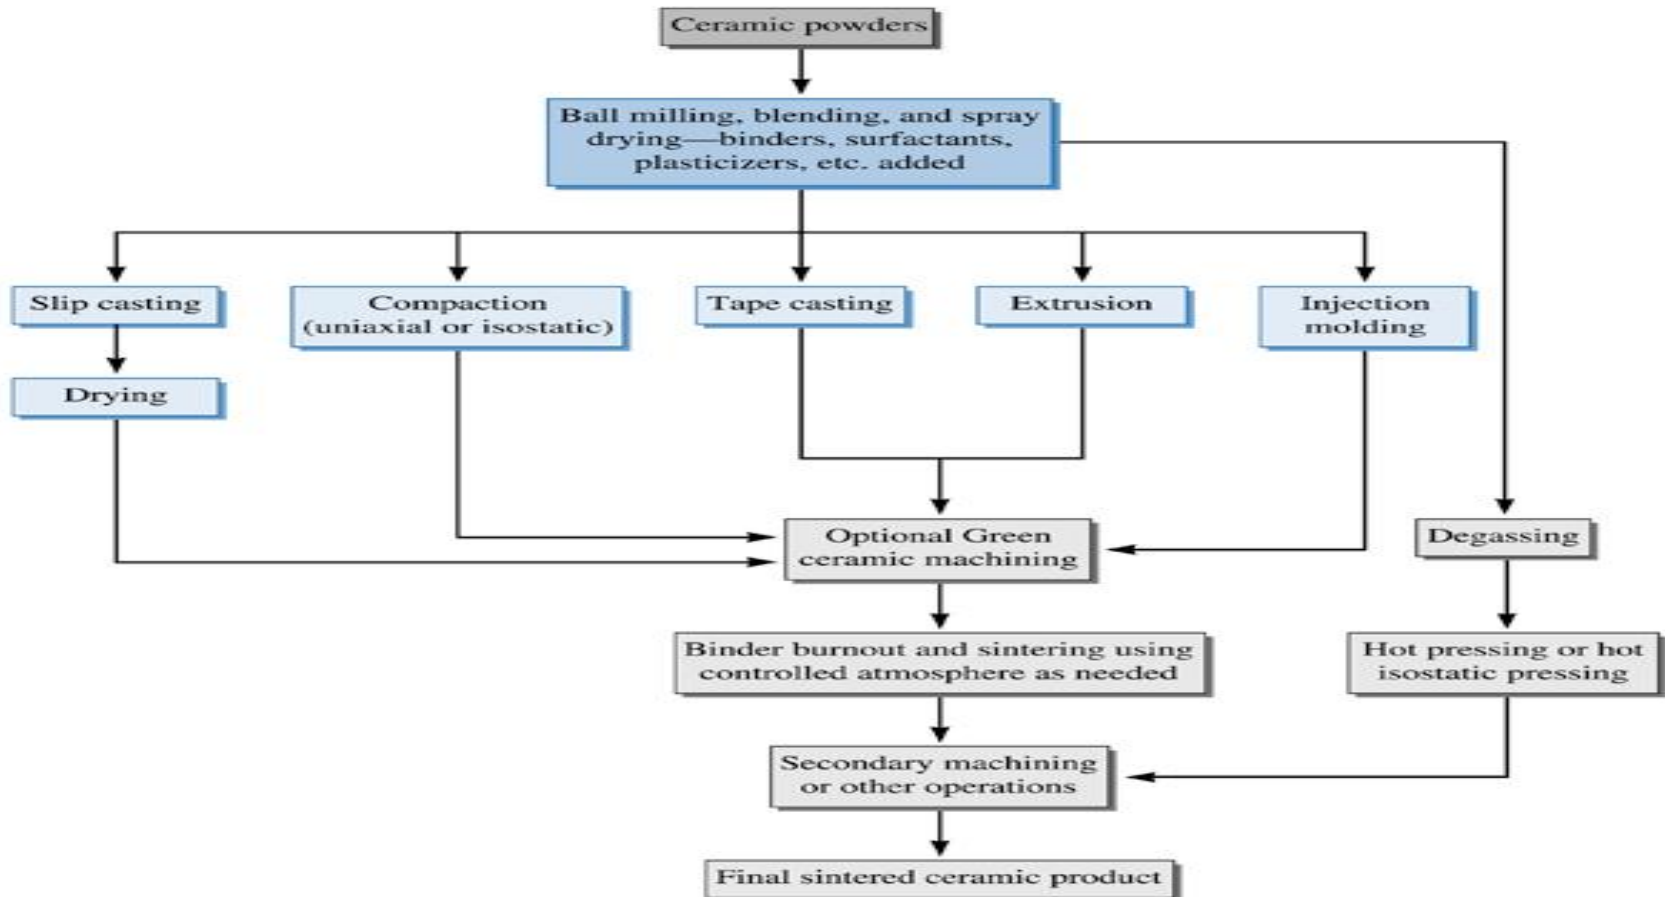 Ceramic powders
Ball milling, blending, and spray
drying—binders, surfactants,
plasticizers, etc. added
Slip casting
Compaction
(uniaxial or isostatic)
Tape casting
Extrusion
Injection
molding
Drying
Optional Green
ceramic machining
Degassing
Binder burnout and sintering using
controlled atmosphere as needed
Hot pressing or hot
isostatic pressing
Secondary machining
or other operations
Final sintered ceramic product